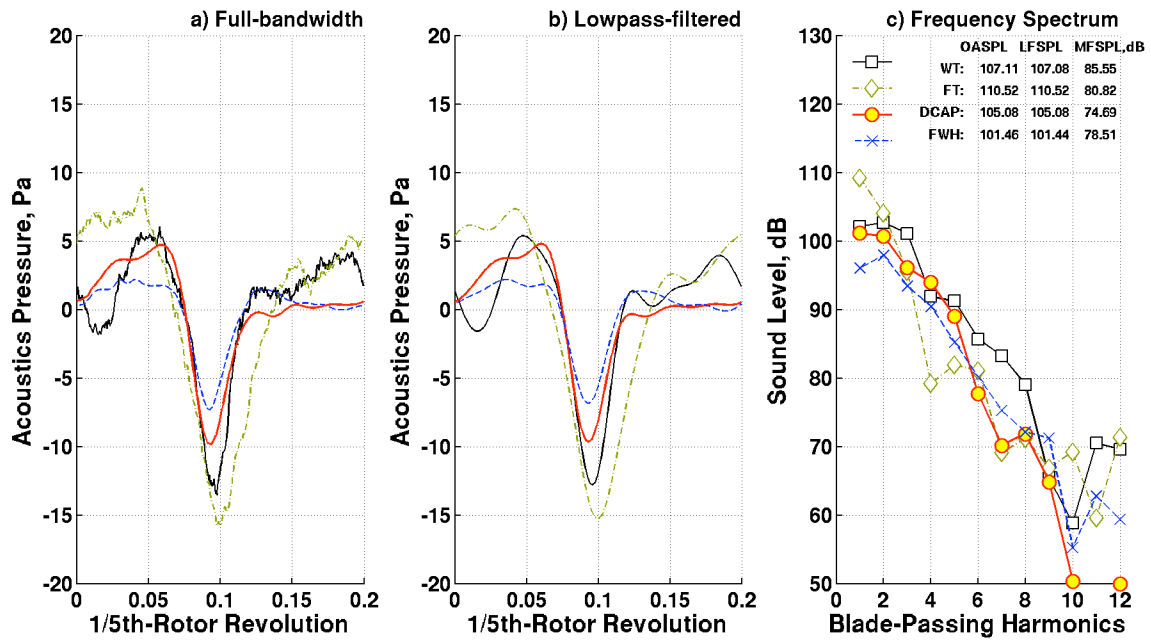 a) Full-bandwidth
20
15
10
5
0
-5
-10
-15
-20
Acoustics Pressure, Pa
0 0.05 0.1 0.15 0.2
1/5th-Rotor Revolution
b) Lowpass-filtered
20
15
10
5
0
-5
-10
-15
-20
Acoustics Pressure, Pa
0 0.05 0.1 0.15 0.2
1/5th-Rotor Revolution
c) Frequency Spectrum
OASPL LFSPL MFSPL,dB
WT: 107.11 107.08 85.55
FT: 110.52 110.52 80.82
DCAP: 105.08 105.08 74.69
FWH: 101.46 101.44 78.51
130
120
110
100
90
80
70
60
50
Sound Level, dB
0 2 4 6 8 10 12
Blade-Passing Harmonics